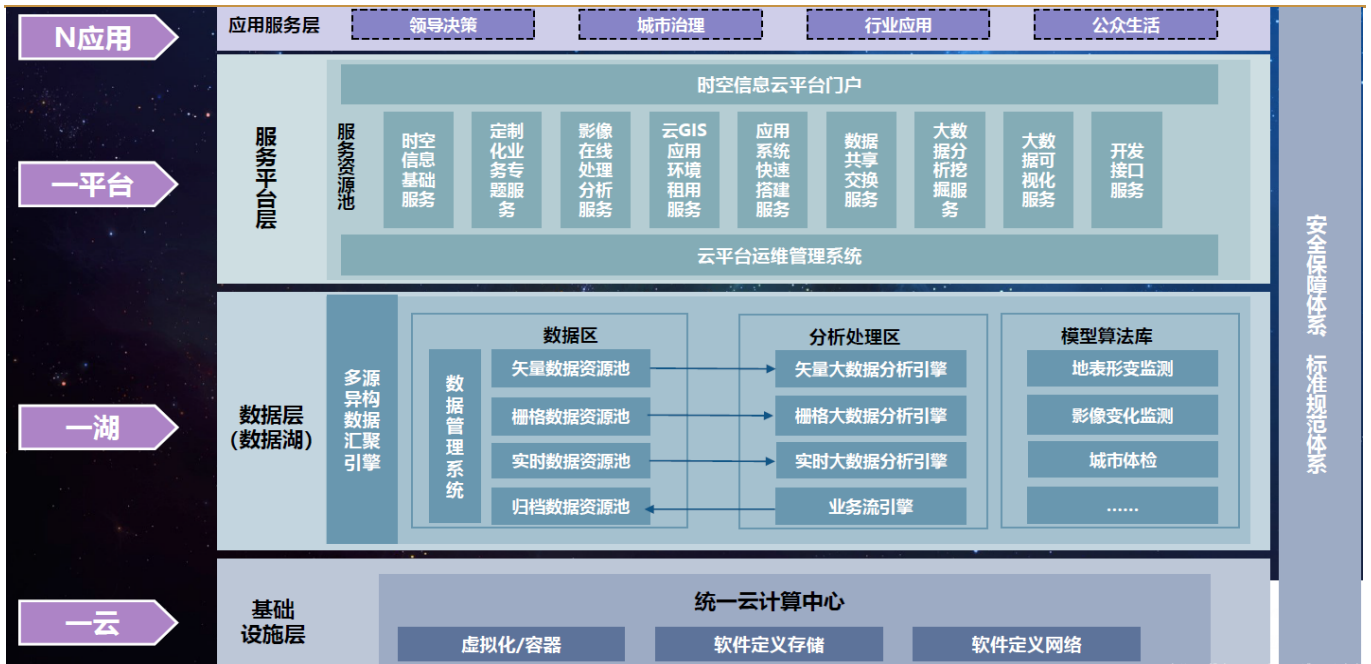 N应用
应用服务层
领导决策
城市治理
行业应用
公众生活
一平台
服务平台层
时空信息云平台门户
服务资源池
时空
信息
基础
服务
定制
化业
务专
题服
务
影像
在线
处理
分析
服务
云GIS
应用
环境
租用
服务
应用
系统
快速
搭建
服务
数据
共享
交换
服务
大数
据分
析挖
掘服
务
大数
据可
视化
服务
开发
接口
服务
云平台运维管理系统
一湖
数据层
（数据湖）
多源
异构
数据
汇聚
引擎
数据区
数据管理系统
矢量数据资源池
栅格数据资源池
实时数据资源池
归档数据资源池
分析处理区
矢量大数据分析引擎
栅格大数据分析引擎
实时大数据分析引擎
业务流引擎
模型算法库
地表形变监测
影像变化监测
城市体检
......
一云
基础
设施层
统一云计算中心
虚拟化/容器
软件定义存储
软件定义网络
安全保障体系、标准规范体系